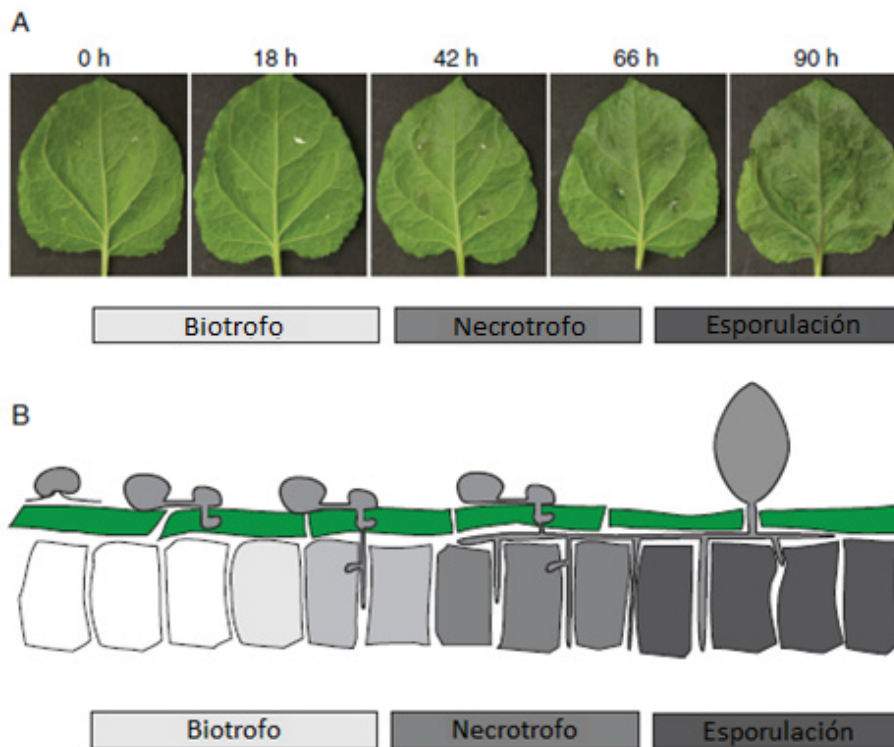 A
0 h 18 h 42 h 66 h 90 h
Biotrofo Necrotrofo Esporulación
B
Biotrofo Necrotrofo Esporulación